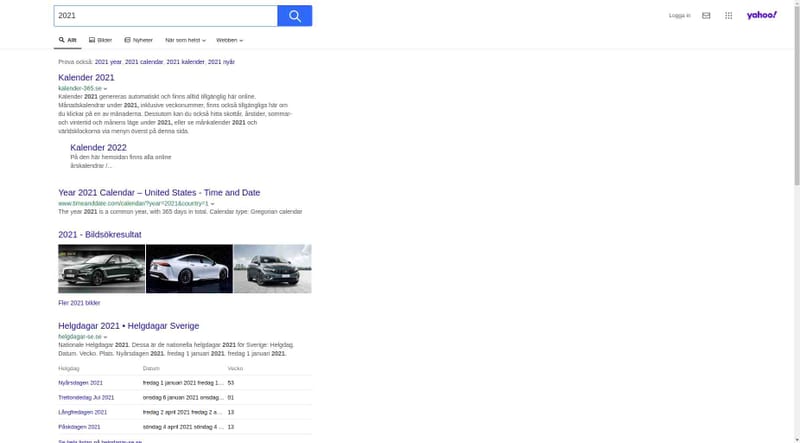 2021
Logga in
yahoo!
Allt
Bilder
Nyheter
När som helst
Webben
Prova också: 2021 year, 2021 calendar, 2021 kalender, 2021 nyår
Kalender 2021
kalender-365.se
Kalender 2021 genereras automatiskt och finns alltid tillgänglig här online.
Månadskalendrar under 2021, inklusive veckonummer, finns också tillgängliga här om
du klickar på en av månaderna. Dessutom kan du också hitta skottår, årstider, sommar-
och vintertid och månens läge under 2021, eller se månkalender 2021 och
världsklockorna via menyn överst på denna sida.
Kalender 2022
På den här hemsidan finns alla online
årskalendrar /...
Year 2021 Calendar – United States - Time and Date
www.timeanddate.com/calendar/?year=2021&country=1
The year 2021 is a common year, with 365 days in total. Calendar type: Gregorian calendar
2021 - Bildsökresultat
Fler 2021 bilder
Helgdagar 2021 • Helgdagar Sverige
helgdagar-se.se
Nationale Helgdagar 2021. Dessa är de nationella helgdagar 2021 för Sverige: Helgdag.
Datum. Vecko. Plats. Nyårsdagen 2021. fredag 1 januari 2021. fredag 1 januari 2021.
Helgdag Datum Vecko
Nyårsdagen 2021 fredag 1 januari 2021 fredag 1... 53
Trettondedag Jul 2021 onsdag 6 januari 2021 onsdag... 01
Långfredagen 2021 fredag 2 april 2021 fredag 2 a... 13
Påskdagen 2021 söndag 4 april 2021 söndag 4 ... 13